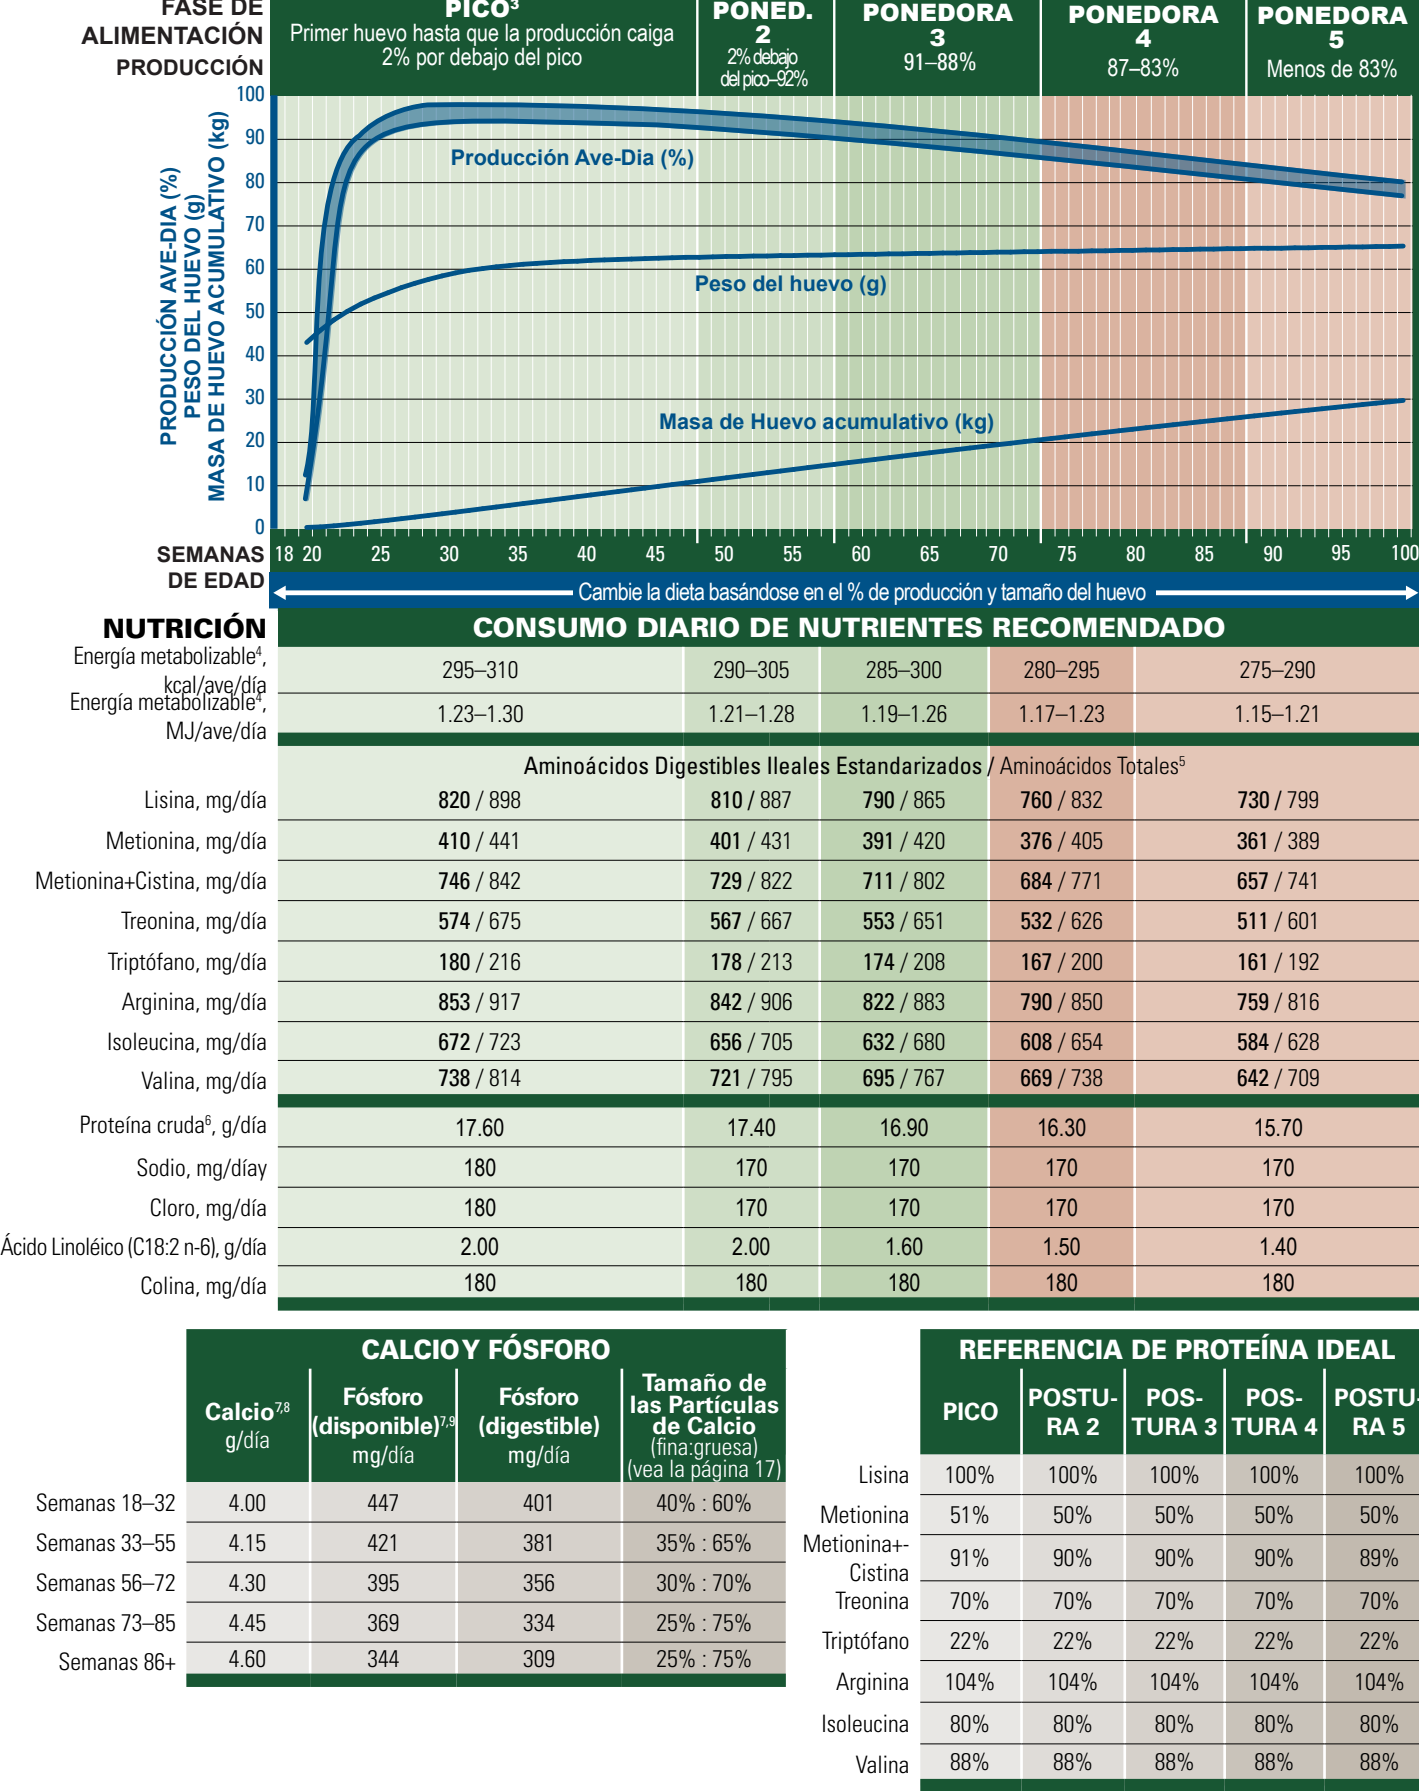 FASE DE
ALIMENTACIÓN
PRODUCCIÓN
PICO³
Primer huevo hasta que la producción caiga
2% por debajo del pico
PONED.
2
2% debajo
del pico–92%
PONEDORA
3
91–88%
PONEDORA
4
87–83%
PONEDORA
5
Menos de 83%
PRODUCCIÓN AVE-DIA (%)
PESO DEL HUEVO (g)
MASA DE HUEVO ACUMULATIVO (kg)
100
90
80
70
60
50
40
30
20
10
0
Producción Ave-Dia (%)
Peso del huevo (g)
Masa de Huevo acumulativo (kg)
SEMANAS
DE EDAD
18 20 25 30 35 40 45 50 55 60 65 70 75 80 85 90 95 100
Cambie la dieta basándose en el % de producción y tamaño del huevo
NUTRICIÓN CONSUMO DIARIO DE NUTRIENTES RECOMENDADO
Energía metabolizable⁴,
kcal/ave/día 295–310 290–305 285–300 280–295 275–290
Energía metabolizable⁴,
MJ/ave/día 1.23–1.30 1.21–1.28 1.19–1.26 1.17–1.23 1.15–1.21
Aminoácidos Digestibles Ileales Estandarizados / Aminoácidos Totales⁵
Lisina, mg/día 820 / 898 810 / 887 790 / 865 760 / 832 730 / 799
Metionina, mg/día 410 / 441 401 / 431 391 / 420 376 / 405 361 / 389
Metionina+Cistina, mg/día 746 / 842 729 / 822 711 / 802 684 / 771 657 / 741
Treonina, mg/día 574 / 675 567 / 667 553 / 651 532 / 626 511 / 601
Triptófano, mg/día 180 / 216 178 / 213 174 / 208 167 / 200 161 / 192
Arginina, mg/día 853 / 917 842 / 906 822 / 883 790 / 850 759 / 816
Isoleucina, mg/día 672 / 723 656 / 705 632 / 680 608 / 654 584 / 628
Valina, mg/día 738 / 814 721 / 795 695 / 767 669 / 738 642 / 709
Proteína cruda⁶, g/día 17.60 17.40 16.90 16.30 15.70
Sodio, mg/díay 180 170 170 170 170
Cloro, mg/día 180 170 170 170 170
Ácido Linoléico (C18:2 n-6), g/día 2.00 2.00 1.60 1.50 1.40
Colina, mg/día 180 180 180 180 180
CALCIO Y FÓSFORO
Calcio⁷,⁸
g/día
Fósforo
(disponible)⁷,⁹
mg/día
Fósforo
(digestible)
mg/día
Tamaño de
las Partículas
de Calcio
(fina:gruesa)
(vea la página 17)
Semanas 18–32 4.00 447 401 40% : 60%
Semanas 33–55 4.15 421 381 35% : 65%
Semanas 56–72 4.30 395 356 30% : 70%
Semanas 73–85 4.45 369 334 25% : 75%
Semanas 86+ 4.60 344 309 25% : 75%
REFERENCIA DE PROTEÍNA IDEAL
PICO
POSTU-
RA 2
POS-
TURA 3
POS-
TURA 4
POSTU-
RA 5
Lisina 100% 100% 100% 100% 100%
Metionina 51% 50% 50% 50% 50%
Metionina+-
Cistina 91% 90% 90% 90% 89%
Treonina 70% 70% 70% 70% 70%
Triptófano 22% 22% 22% 22% 22%
Arginina 104% 104% 104% 104% 104%
Isoleucina 80% 80% 80% 80% 80%
Valina 88% 88% 88% 88% 88%